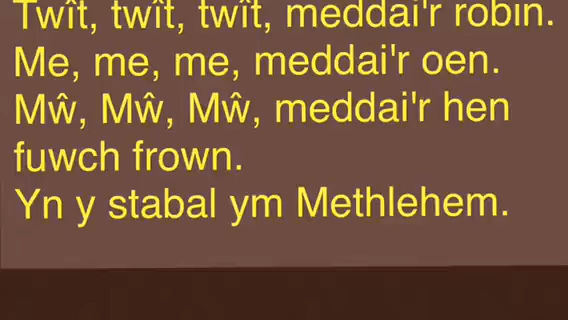 Twît, twît, twît, meddai'r robin.
Me, me, me, meddai'r oen.
Mŵ, Mŵ, Mŵ, meddai'r hen
fuwch frown.
Yn y stabal ym Methlehem.